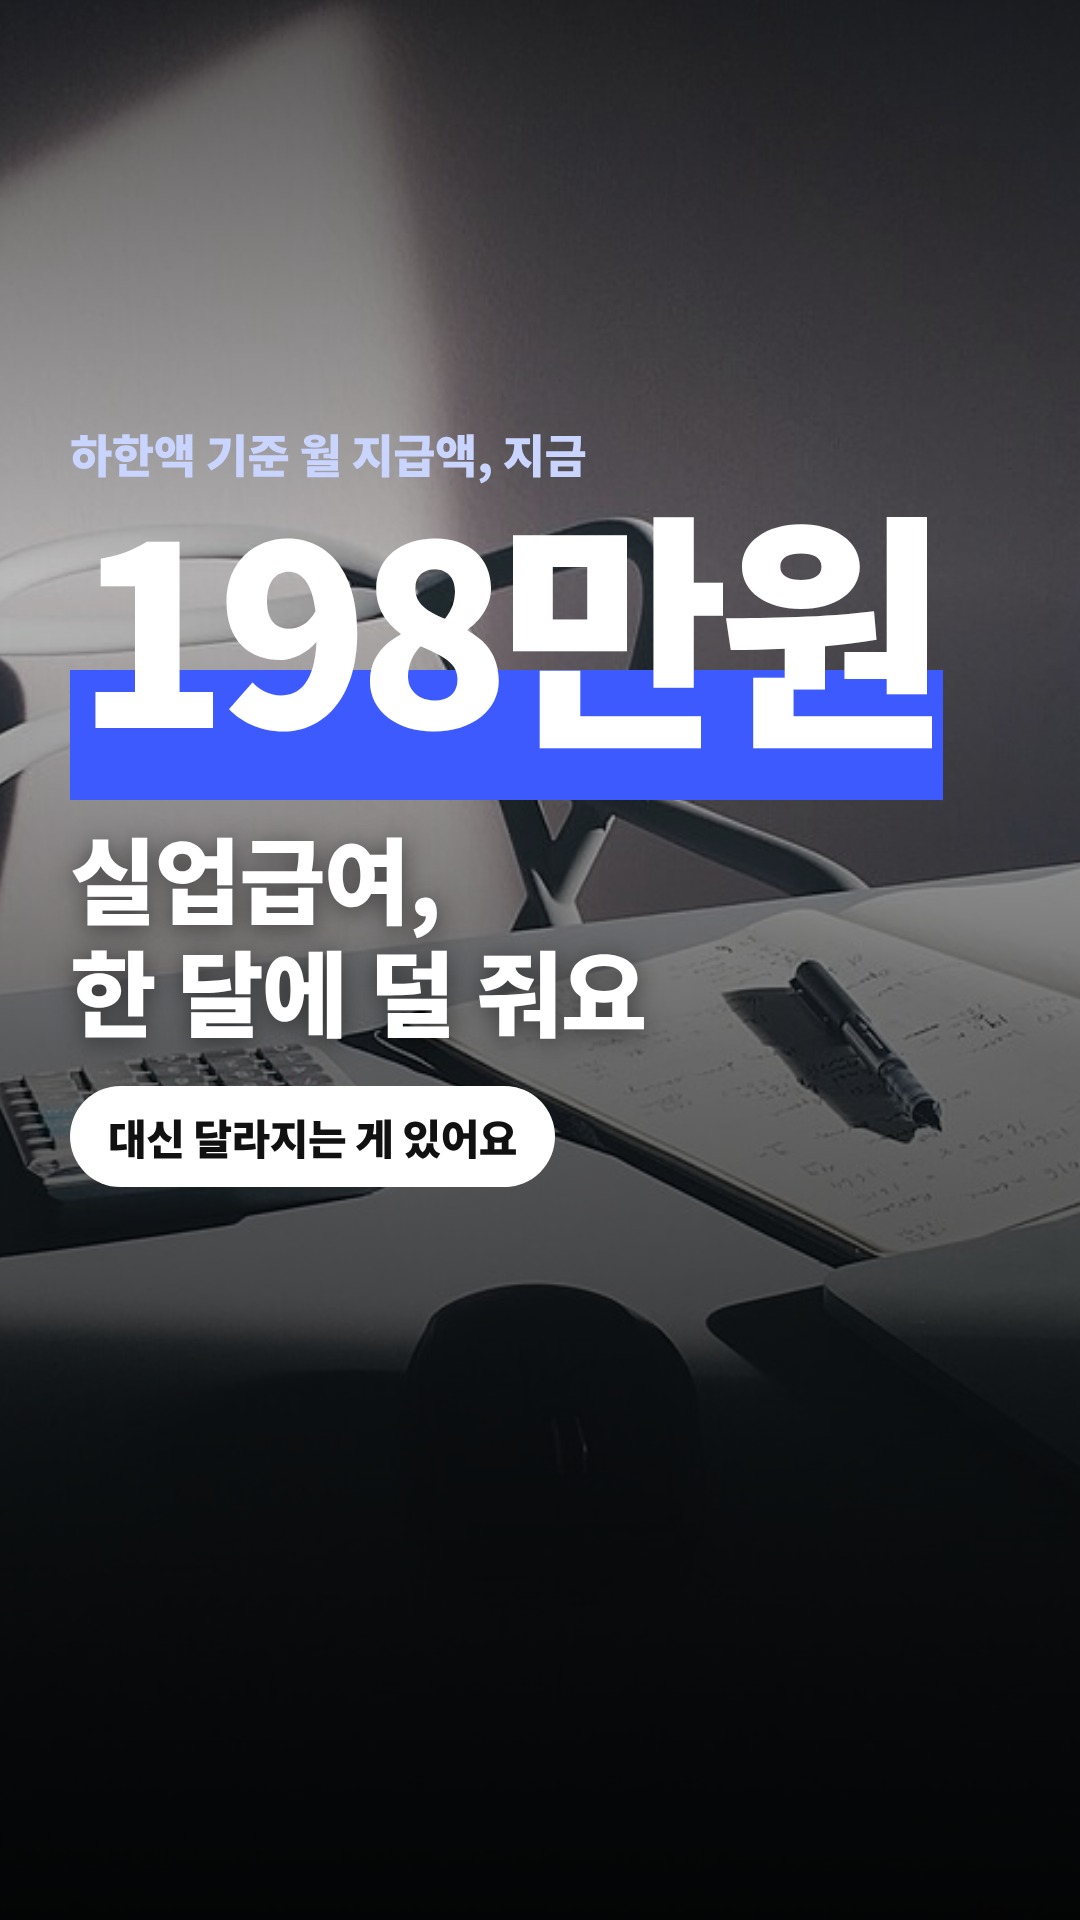 하한액 기준 월 지급액, 지금
198만원
실업급여,
한 달에 덜 줘요
대신 달라지는 게 있어요